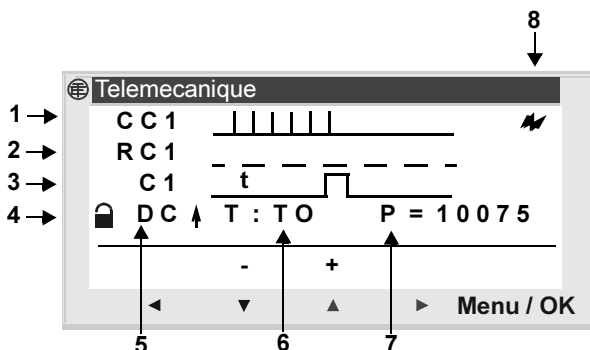 8
Telemecanique
1 CC1
2 RC1
3 C1 t
4 DC T : TO P = 10075
- +
Menu / OK
5 6 7